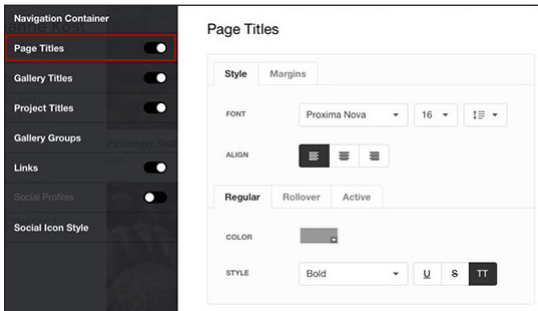 Navigation Container
Page Titles
Gallery Titles
Project Titles
Gallery Groups
Links
Social Profiles
Social Icon Style
Page Titles
Style Margins
FONT Proxima Nova 16
ALIGN
Regular Rollover Active
COLOR
STYLE Bold U S TT